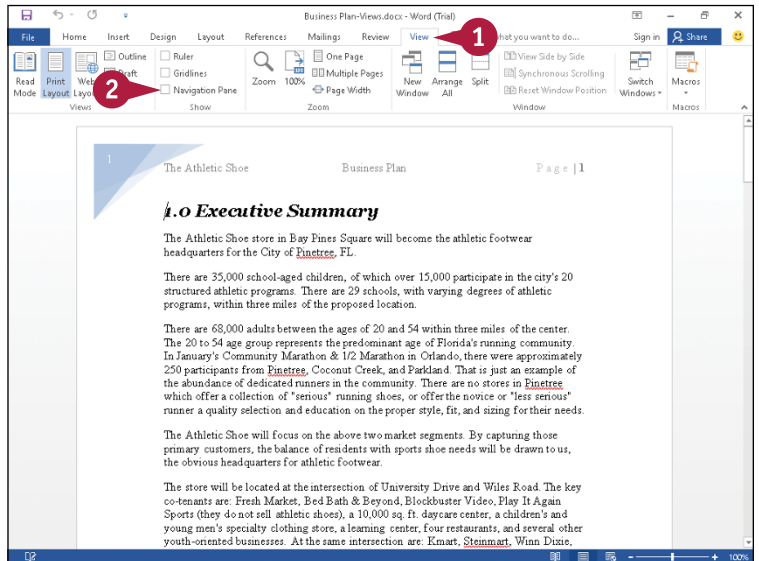 Business Plan-Views.docx - Word (Trial)
File Home Insert Design Layout References Mailings Review View 1 hat you want to do... Sign in Share
Read Mode
Print Layout
Web Layou
Outline
Draft
Views
2
Ruler
Gridlines
Navigation Pane
Show
Zoom
100%
One Page
Multiple Pages
Page Width
Zoom
New Window
Arrange All
Split
View Side by Side
Synchronous Scrolling
Reset Window Position
Window
Switch Windows
Macros
Macros
1
The Athletic Shoe Business Plan Page | 1
1.0 Executive Summary
The Athletic Shoe store in Bay Pines Square will become the athletic footwear
headquarters for the City of Pinetree, FL.
There are 35,000 school-aged children, of which over 15,000 participate in the city's 20
structured athletic programs. There are 29 schools, with varying degrees of athletic
programs, within three miles of the proposed location.
There are 68,000 adults between the ages of 20 and 54 within three miles of the center.
The 20 to 54 age group represents the predominant age of Florida's running community.
In January's Community Marathon & 1/2 Marathon in Orlando, there were approximately
250 participants from Pinetree, Coconut Creek, and Parkland. That is just an example of
the abundance of dedicated runners in the community. There are no stores in Pinetree
which offer a collection of "serious" running shoes, or offer the novice or "less serious"
runner a quality selection and education on the proper style, fit, and sizing for their needs.
The Athletic Shoe will focus on the above two market segments. By capturing those
primary customers, the balance of residents with sports shoe needs will be drawn to us,
the obvious headquarters for athletic footwear.
The store will be located at the intersection of University Drive and Wiles Road. The key
co-tenants are: Fresh Market, Bed Bath & Beyond, Blockbuster Video, Play It Again
Sports (they do not sell athletic shoes), a 10,000 sq. ft. daycare center, a children's and
young men's specialty clothing store, a learning center, four restaurants, and several other
youth-oriented businesses. At the same intersection are: Kmart, Steinmart, Winn Dixie,
100%